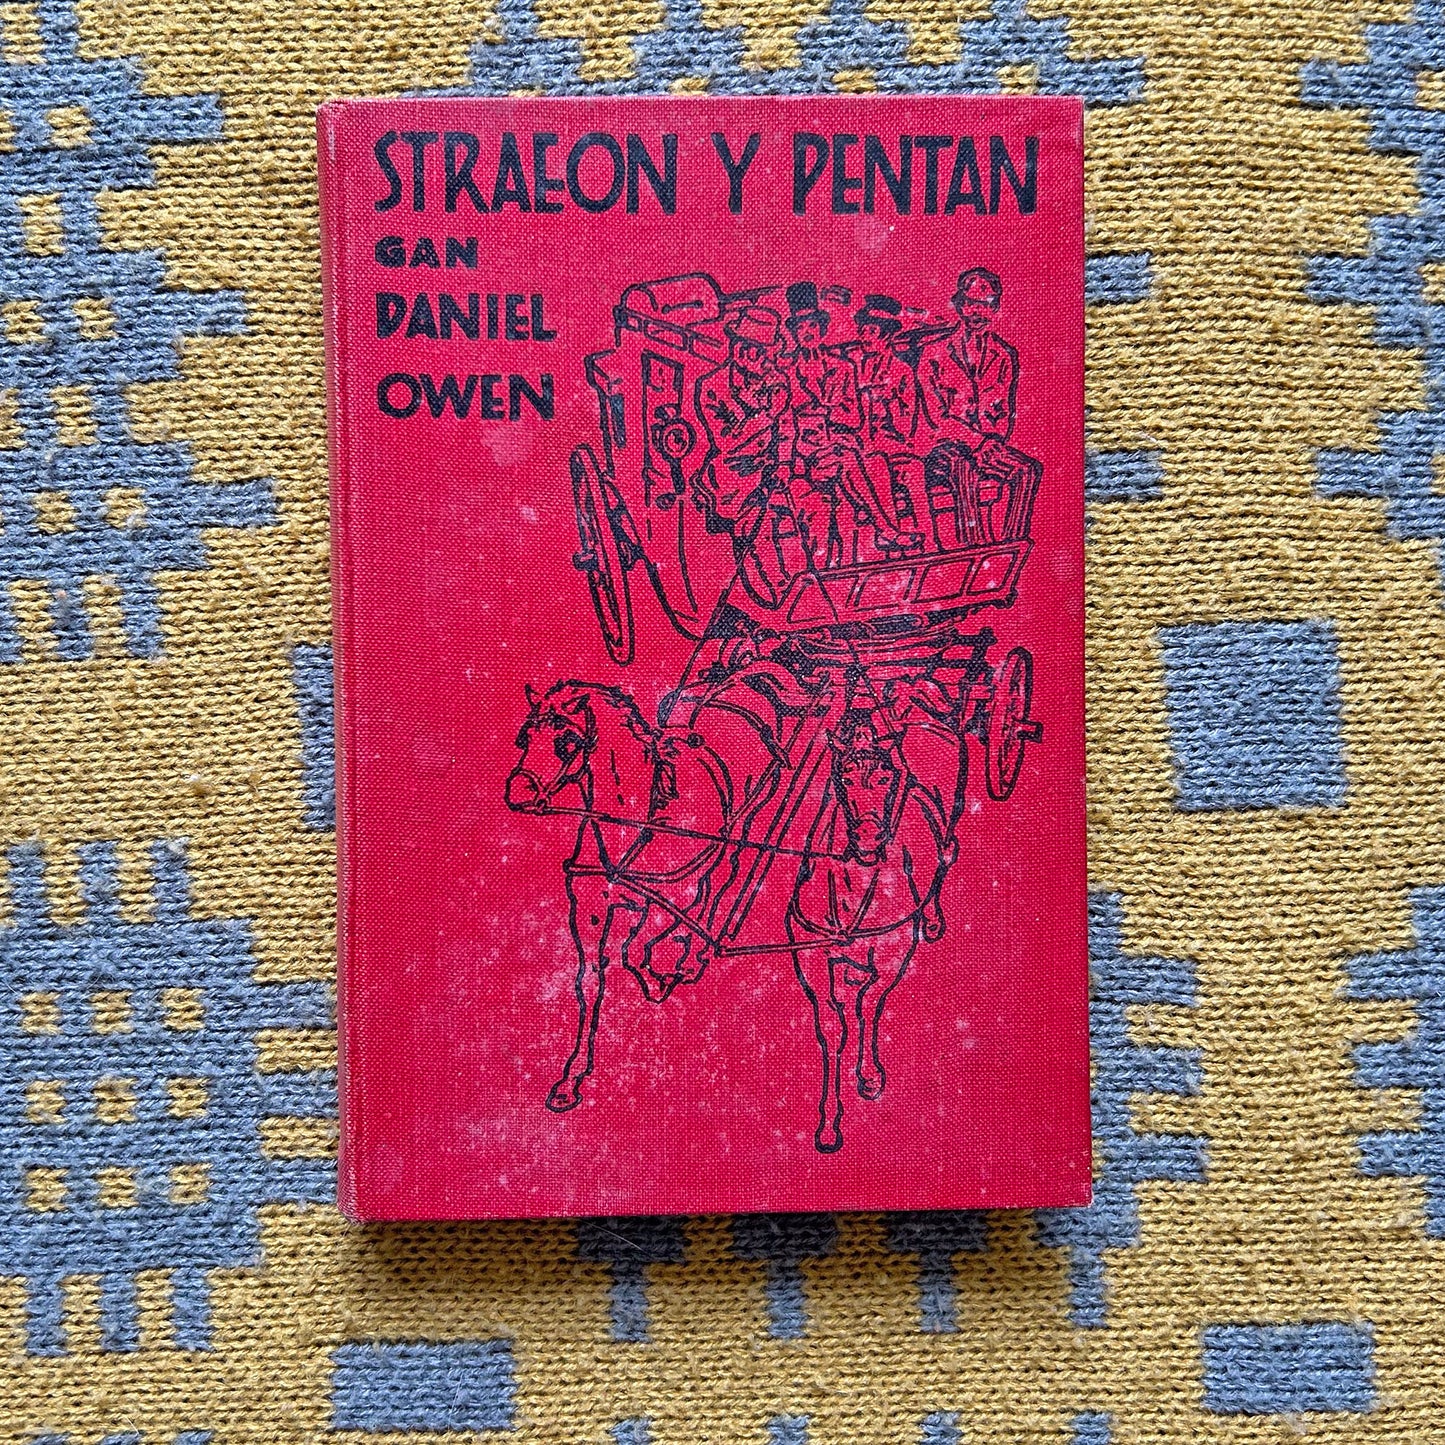 STRAEON Y PENTAN
GAN
DANIEL
OWEN